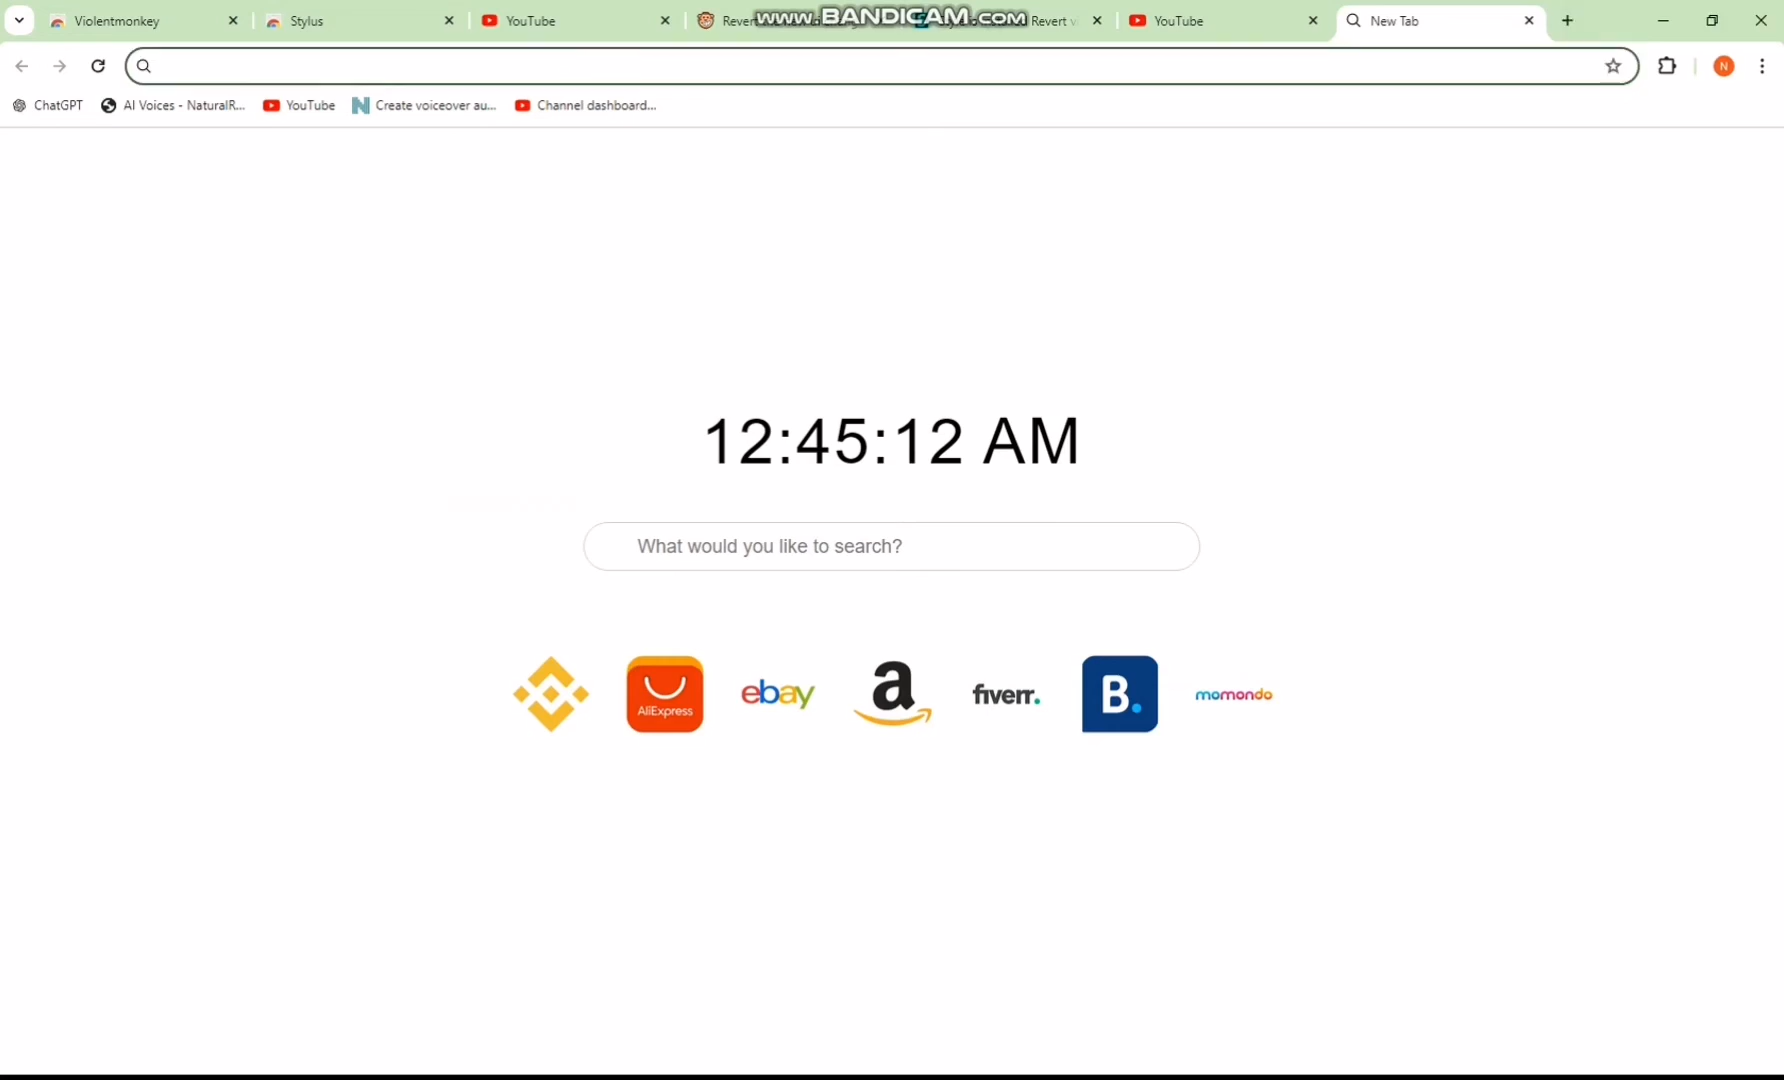 Violentmonkey
Stylus
YouTube
www.BANDICAM.com
Revert
YouTube
New Tab
N
ChatGPT
AI Voices - NaturalR...
YouTube
Create voiceover au...
Channel dashboard...
12:45:12 AM
What would you like to search?
AliExpress
ebay
a
fiverr.
B.
momondo